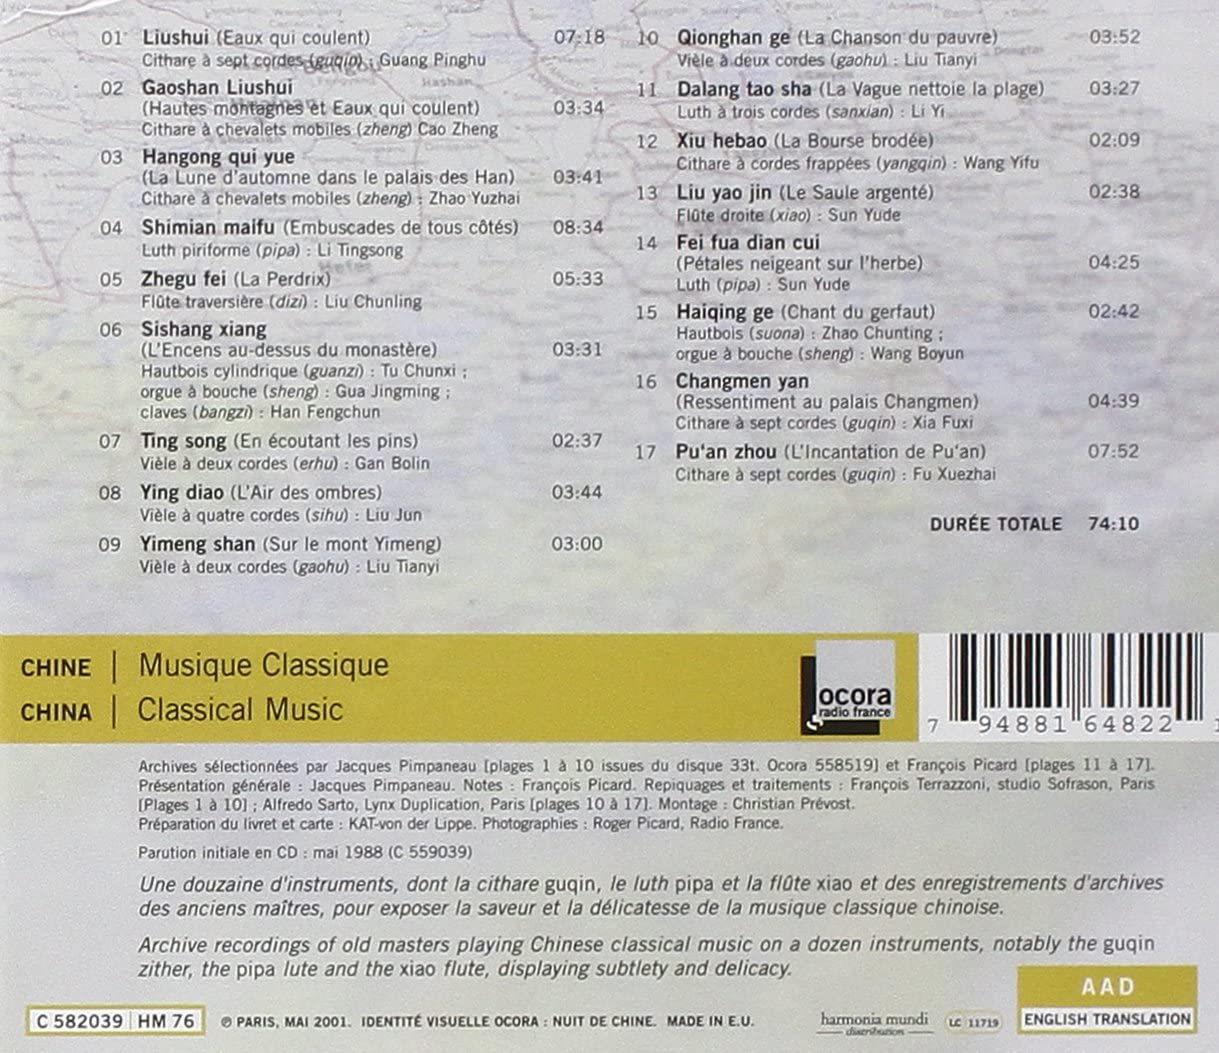 01 Liushui (Eaux qui coulent) 07:18
Cithare à sept cordes (guqin) : Guang Pinghu
02 Gaoshan Liushui
(Hautes montagnes et Eaux qui coulent) 03:34
Cithare à chevalets mobiles (zheng) Cao Zheng
03 Hangong qui yue
(La Lune d'automne dans le palais des Han) 03:41
Cithare à chevalets mobiles (zheng) : Zhao Yuzhai
04 Shimian maifu (Embuscades de tous côtés) 08:34
Luth piriforme (pipa) : Li Tingsong
05 Zhegu fei (La Perdrix) 05:33
Flûte traversière (dizi) : Liu Chunling
06 Sishang xiang
(L'Encens au-dessus du monastère) 03:31
Hautbois cylindrique (guanzi) : Tu Chunxi ;
orgue à bouche (sheng) : Gua Jingming ;
claves (bangzi) : Han Fengchun
07 Ting song (En écoutant les pins) 02:37
Vièle à deux cordes (erhu) : Gan Bolin
08 Ying diao (L'Air des ombres) 03:44
Vièle à quatre cordes (sihu) : Liu Jun
09 Yimeng shan (Sur le mont Yimeng) 03:00
Vièle à deux cordes (gaohu) : Liu Tianyi
10 Qionghan ge (La Chanson du pauvre) 03:52
Vièle à deux cordes (gaohu) : Liu Tianyi
11 Dalang tao sha (La Vague nettoie la plage) 03:27
Luth à trois cordes (sanxian) : Li Yi
12 Xiu hebao (La Bourse brodée) 02:09
Cithare à cordes frappées (yangqin) : Wang Yifu
13 Liu yao jin (Le Saule argenté) 02:38
Flûte droite (xiao) : Sun Yude
14 Fei fua dian cui
(Pétales neigeant sur l'herbe) 04:25
Luth (pipa) : Sun Yude
15 Haiqing ge (Chant du gerfaut) 02:42
Hautbois (suona) : Zhao Chunting ;
orgue à bouche (sheng) : Wang Boyun
16 Changmen yan
(Ressentiment au palais Changmen) 04:39
Cithare à sept cordes (guqin) : Xia Fuxi
17 Pu'an zhou (L'Incantation de Pu'an) 07:52
Cithare à sept cordes (guqin) : Fu Xuezhai
DURÉE TOTALE 74:10
CHINE | Musique Classique
CHINA | Classical Music
ocora
radio france
7 94881 64822 1
Archives sélectionnées par Jacques Pimpaneau [plages 1 à 10 issues du disque 33t. Ocora 558519] et François Picard [plages 11 à 17].
Présentation générale : Jacques Pimpaneau. Notes : François Picard. Repiquages et traitements : François Terrazzoni, studio Sofrason, Paris
[Plages 1 à 10] ; Alfredo Sarto, Lynx Duplication, Paris [plages 10 à 17]. Montage : Christian Prévost.
Préparation du livret et carte : KAT-von der Lippe. Photographies : Roger Picard, Radio France.
Parution initiale en CD : mai 1988 (C 559039)
Une douzaine d'instruments, dont la cithare guqin, le luth pipa et la flûte xiao et des enregistrements d'archives
des anciens maîtres, pour exposer la saveur et la délicatesse de la musique classique chinoise.
Archive recordings of old masters playing Chinese classical music on a dozen instruments, notably the guqin
zither, the pipa lute and the xiao flute, displaying subtlety and delicacy.
AAD
ENGLISH TRANSLATION
C 582039 | HM 76
℗ PARIS, MAI 2001. IDENTITÉ VISUELLE OCORA : NUIT DE CHINE. MADE IN E.U.
harmonia mundi
distribution
LC 11719